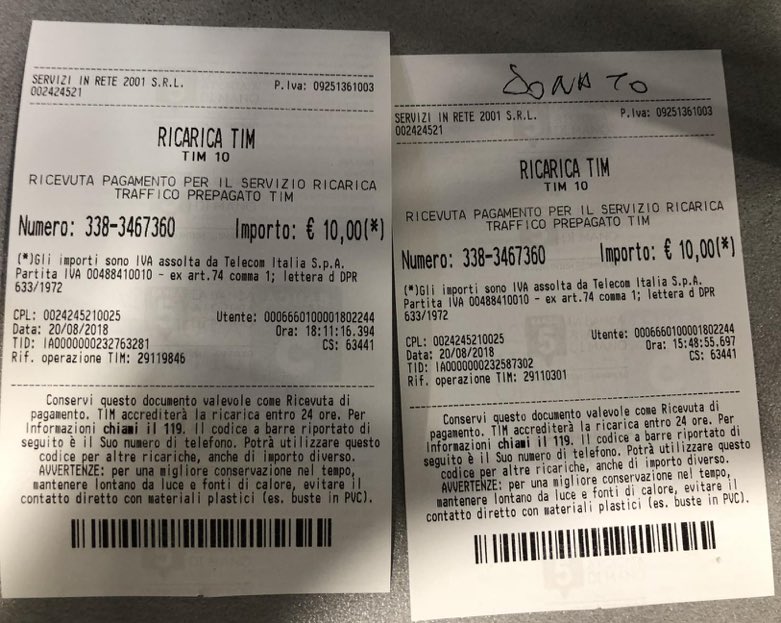 SERVIZI IN RETE 2001 S.R.L. P.Iva: 09251361003
002424521
RICARICA TIM
TIM 10
RICEVUTA PAGAMENTO PER IL SERVIZIO RICARICA
TRAFFICO PREPAGATO TIM
Numero: 338-3467360 Importo: € 10,00(*)
(*)Gli importi sono IVA assolta da Telecom Italia S.p.A.
Partita IVA 00488410010 - ex art.74 comma 1; lettera d DPR
633/1972
CPL: 0024245210025 Utente: 0006660100001802244
Data: 20/08/2018 Ora: 18:11:16.394
TID: IA0000000232763281 CS: 63441
Rif. operazione TIM: 29119846
Conservi questo documento valevole come Ricevuta di
pagamento. TIM accrediterà la ricarica entro 24 ore. Per
Informazioni chiami il 119. Il codice a barre riportato di
seguito è il Suo numero di telefono. Potrà utilizzare questo
codice per altre ricariche, anche di importo diverso.
AVVERTENZE: per una migliore conservazione nel tempo,
mantenere lontano da luce e fonti di calore, evitare il
contatto diretto con materiali plastici (es. buste in PVC).
DONATO
SERVIZI IN RETE 2001 S.R.L. P.Iva: 09251361003
002424521
RICARICA TIM
TIM 10
RICEVUTA PAGAMENTO PER IL SERVIZIO RICARICA
TRAFFICO PREPAGATO TIM
Numero: 338-3467360 Importo: € 10,00(*)
(*)Gli importi sono IVA assolta da Telecom Italia S.p.A.
Partita IVA 00488410010 - ex art.74 comma 1; lettera d DPR
633/1972
CPL: 0024245210025 Utente: 0006660100001802244
Data: 20/08/2018 Ora: 15:48:55.697
TID: IA0000000232587302 CS: 63441
Rif. operazione TIM: 29110301
Conservi questo documento valevole come Ricevuta di
pagamento. TIM accrediterà la ricarica entro 24 ore. Per
Informazioni chiami il 119. Il codice a barre riportato di
seguito è il Suo numero di telefono. Potrà utilizzare questo
codice per altre ricariche, anche di importo diverso.
AVVERTENZE: per una migliore conservazione nel tempo,
mantenere lontano da luce e fonti di calore, evitare il
contatto diretto con materiali plastici (es. buste in PVC).